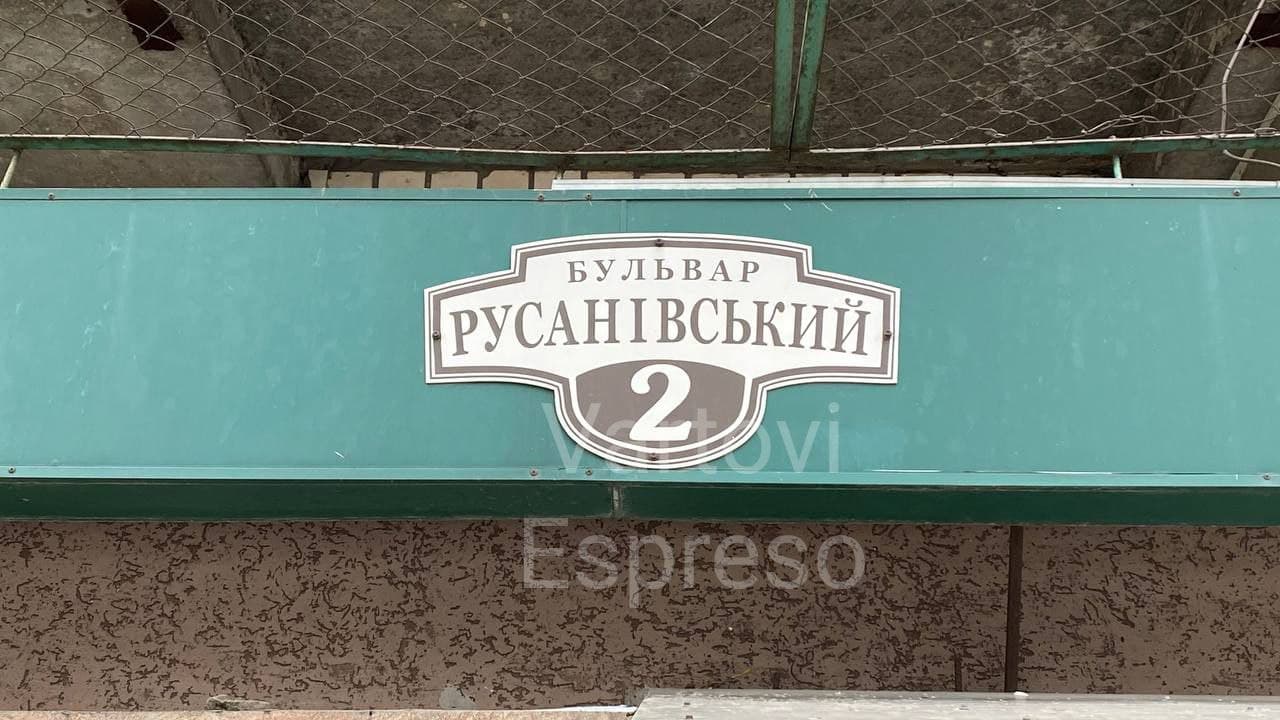 БУЛЬВАР
РУСАНІВСЬКИЙ
2
Vartovi
Espreso